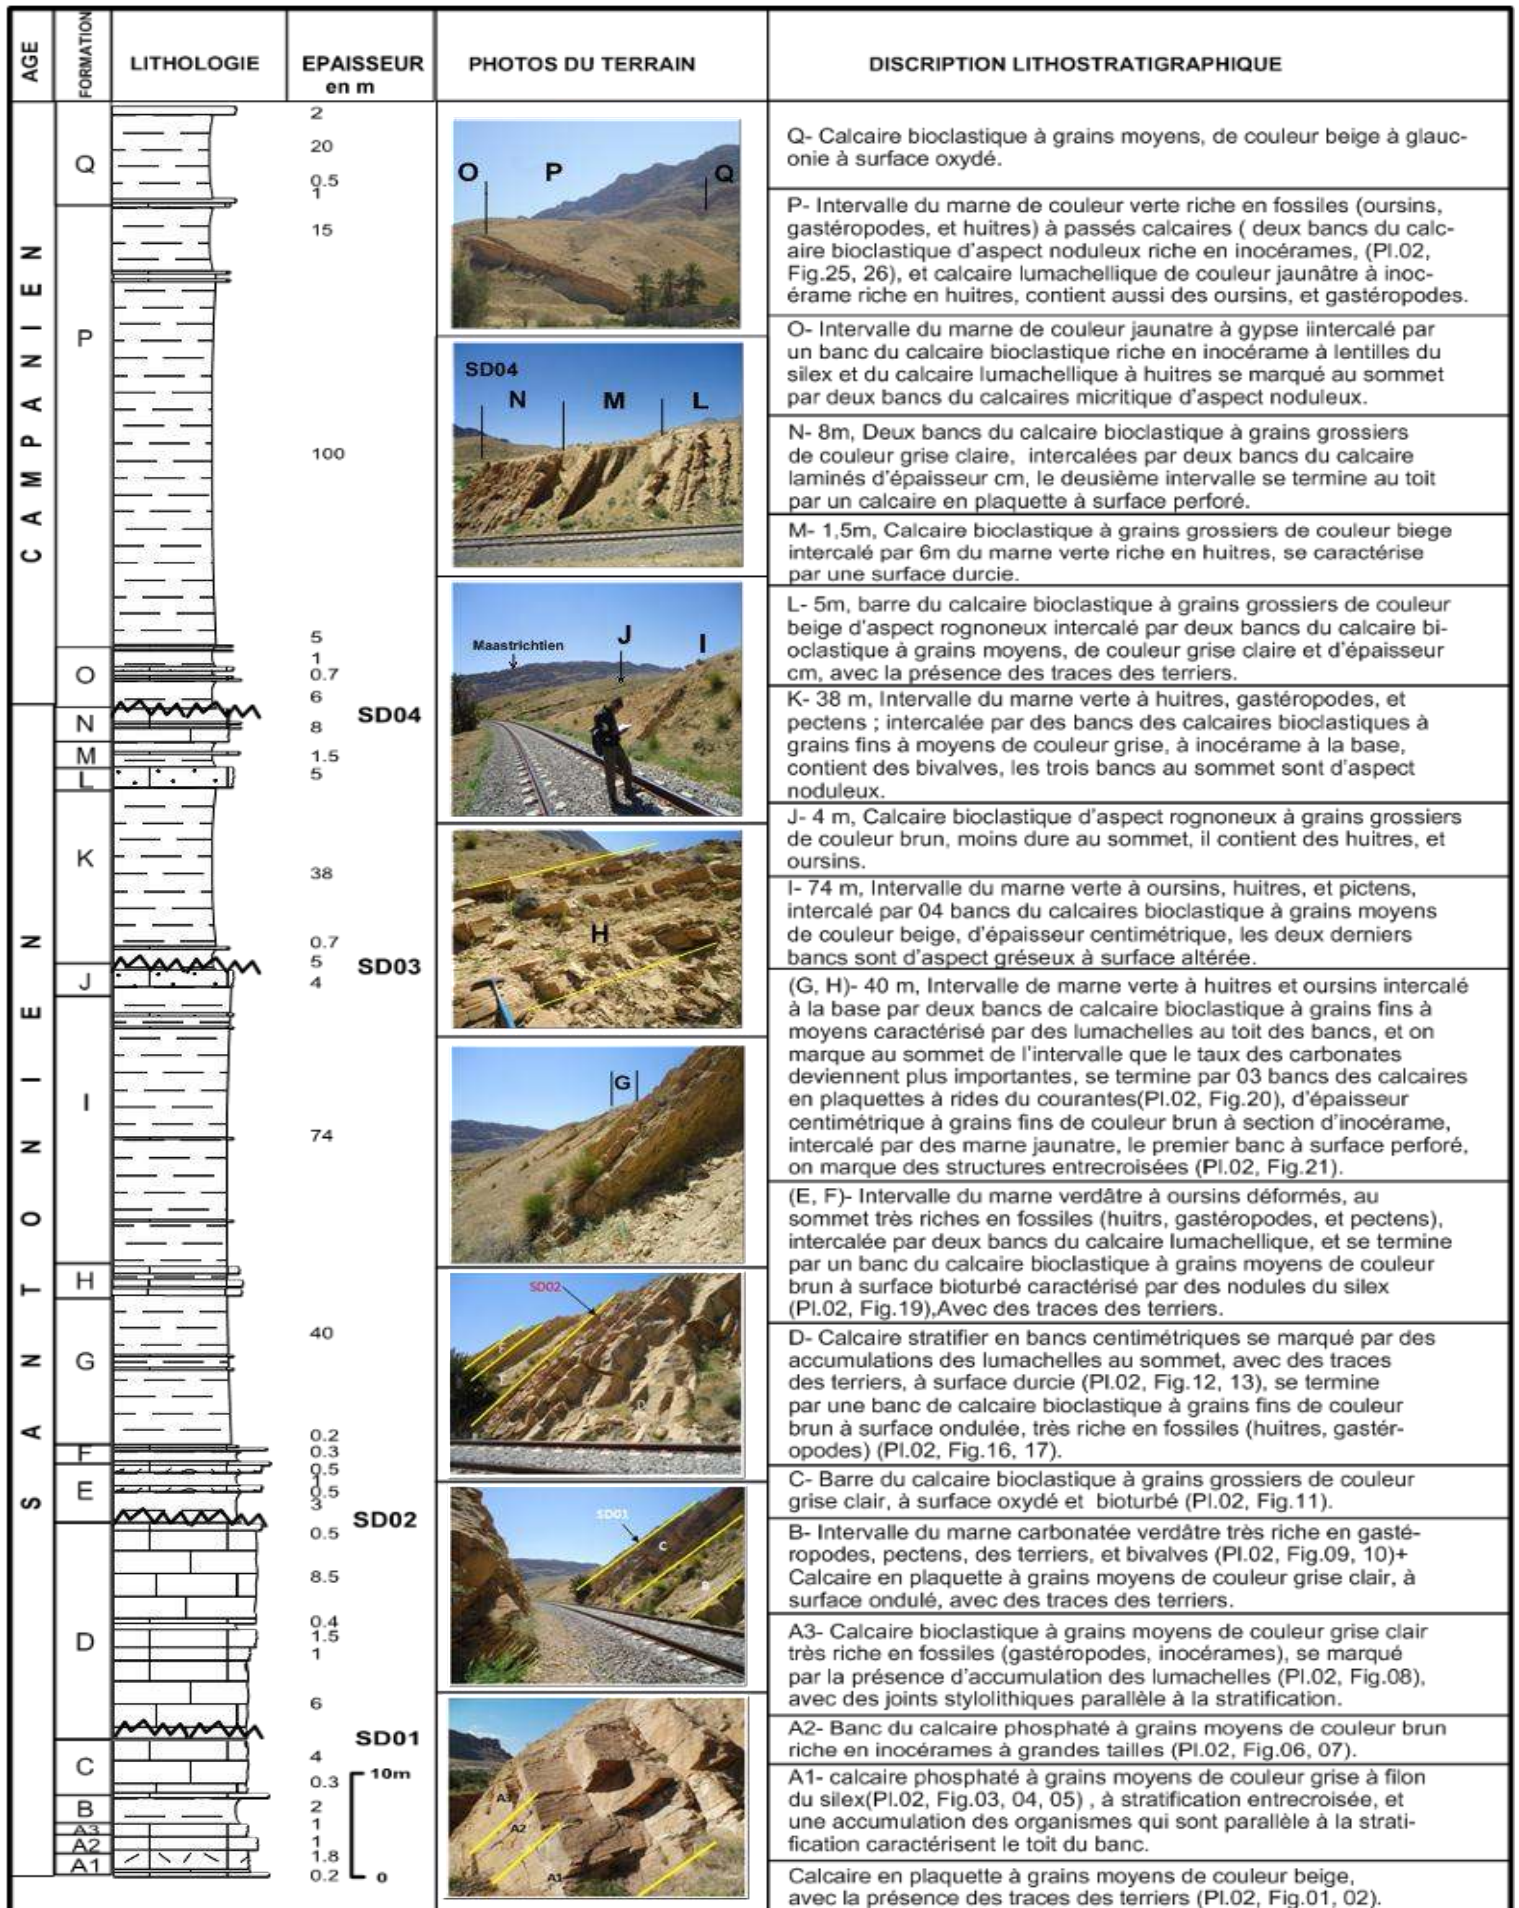 AGE
FORMATION
LITHOLOGIE
EPAISSEUR
en m
PHOTOS DU TERRAIN
DISCRIPTION LITHOSTRATIGRAPHIQUE
CAMPANIEN
SANTONIEN
Q
P
O
N
M
L
K
J
I
H
G
F
E
D
C
B
A3
A2
A1
2
20
0.5
1
15
100
5
1
0.7
6
8
1.5
5
38
0.7
5
4
74
40
0.2
0.3
0.5
1
0.5
3
0.5
8.5
0.4
1.5
1
6
4
0.3
2
1
1
1.8
0.2
SD04
SD03
SD02
SD01
10m
0
O P Q
SD04
N M L
Maastrichtien
J I
H
G
SD02
D
SD01
C
B
A3
A2
A1
Q- Calcaire bioclastique à grains moyens, de couleur beige à glauc-
onie à surface oxydé.
P- Intervalle du marne de couleur verte riche en fossiles (oursins,
gastéropodes, et huitres) à passés calcaires ( deux bancs du calc-
aire bioclastique d'aspect noduleux riche en inocérames, (Pl.02,
Fig.25, 26), et calcaire lumachellique de couleur jaunâtre à inoc-
érame riche en huitres, contient aussi des oursins, et gastéropodes.
O- Intervalle du marne de couleur jaunatre à gypse iintercalé par
un banc du calcaire bioclastique riche en inocérame à lentilles du
silex et du calcaire lumachellique à huitres se marqué au sommet
par deux bancs du calcaires micritique d'aspect noduleux.
N- 8m, Deux bancs du calcaire bioclastique à grains grossiers
de couleur grise claire, intercalées par deux bancs du calcaire
laminés d'épaisseur cm, le deusième intervalle se termine au toit
par un calcaire en plaquette à surface perforé.
M- 1,5m, Calcaire bioclastique à grains grossiers de couleur biege
intercalé par 6m du marne verte riche en huitres, se caractérise
par une surface durcie.
L- 5m, barre du calcaire bioclastique à grains grossiers de couleur
beige d'aspect rognoneux intercalé par deux bancs du calcaire bi-
oclastique à grains moyens, de couleur grise claire et d'épaisseur
cm, avec la présence des traces des terriers.
K- 38 m, Intervalle du marne verte à huitres, gastéropodes, et
pectens ; intercalée par des bancs des calcaires bioclastiques à
grains fins à moyens de couleur grise, à inocérame à la base,
contient des bivalves, les trois bancs au sommet sont d'aspect
noduleux.
J- 4 m, Calcaire bioclastique d'aspect rognoneux à grains grossiers
de couleur brun, moins dure au sommet, il contient des huitres, et
oursins.
I- 74 m, Intervalle du marne verte à oursins, huitres, et pictens,
intercalé par 04 bancs du calcaires bioclastique à grains moyens
de couleur beige, d'épaisseur centimétrique, les deux derniers
bancs sont d'aspect gréseux à surface altérée.
(G, H)- 40 m, Intervalle de marne verte à huitres et oursins intercalé
à la base par deux bancs de calcaire bioclastique à grains fins à
moyens caractérisé par des lumachelles au toit des bancs, et on
marque au sommet de l'intervalle que le taux des carbonates
deviennent plus importantes, se termine par 03 bancs des calcaires
en plaquettes à rides du courantes(Pl.02, Fig.20), d'épaisseur
centimétrique à grains fins de couleur brun à section d'inocérame,
intercalé par des marne jaunatre, le premier banc à surface perforé,
on marque des structures entrecroisées (Pl.02, Fig.21).
(E, F)- Intervalle du marne verdâtre à oursins déformés, au
sommet très riches en fossiles (huitrs, gastéropodes, et pectens),
intercalée par deux bancs du calcaire lumachellique, et se termine
par un banc du calcaire bioclastique à grains moyens de couleur
brun à surface bioturbé caractérisé par des nodules du silex
(Pl.02, Fig.19),Avec des traces des terriers.
D- Calcaire stratifier en bancs centimétriques se marqué par des
accumulations des lumachelles au sommet, avec des traces
des terriers, à surface durcie (Pl.02, Fig.12, 13), se termine
par une banc de calcaire bioclastique à grains fins de couleur
brun à surface ondulée, très riche en fossiles (huitres, gastér-
opodes) (Pl.02, Fig.16, 17).
C- Barre du calcaire bioclastique à grains grossiers de couleur
grise clair, à surface oxydé et bioturbé (Pl.02, Fig.11).
B- Intervalle du marne carbonatée verdâtre très riche en gasté-
ropodes, pectens, des terriers, et bivalves (Pl.02, Fig.09, 10)+
Calcaire en plaquette à grains moyens de couleur grise clair, à
surface ondulé, avec des traces des terriers.
A3- Calcaire bioclastique à grains moyens de couleur grise clair
très riche en fossiles (gastéropodes, inocérames), se marqué
par la présence d'accumulation des lumachelles (Pl.02, Fig.08),
avec des joints stylolithiques parallèle à la stratification.
A2- Banc du calcaire phosphaté à grains moyens de couleur brun
riche en inocérames à grandes tailles (Pl.02, Fig.06, 07).
A1- calcaire phosphaté à grains moyens de couleur grise à filon
du silex(Pl.02, Fig.03, 04, 05) , à stratification entrecroisée, et
une accumulation des organismes qui sont parallèle à la strati-
fication caractérisent le toit du banc.
Calcaire en plaquette à grains moyens de couleur beige,
avec la présence des traces des terriers (Pl.02, Fig.01, 02).